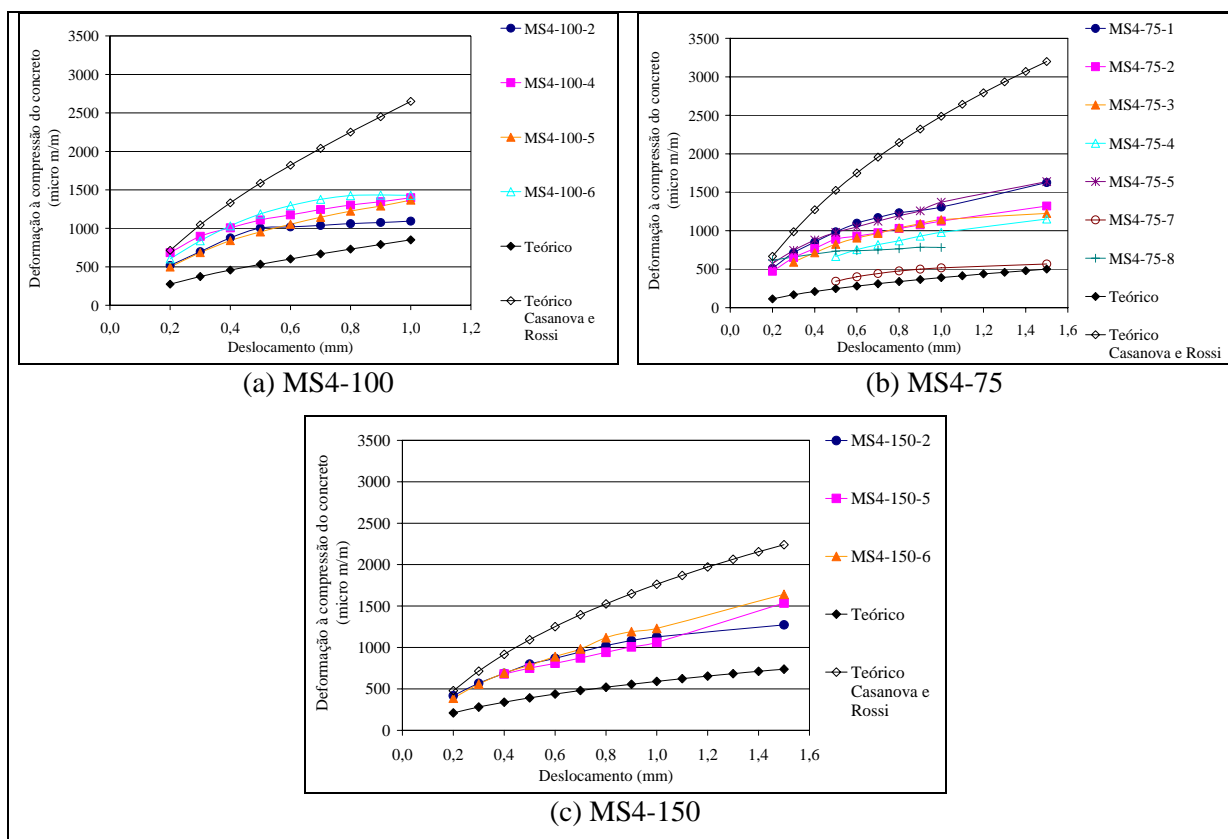 3500
3000
2500
2000
1500
1000
500
0
0,0
0,2
0,4
0,6
0,8
1,0
1,2
Deslocamento (mm)
Deformação à compressão do concreto
(micro m/m)
MS4-100-2
MS4-100-4
MS4-100-5
MS4-100-6
Teórico
Teórico
Casanova e
Rossi
(a) MS4-100
3500
3000
2500
2000
1500
1000
500
0
0,0
0,2
0,4
0,6
0,8
1,0
1,2
1,4
1,6
Deslocamento (mm)
Deformação à compressão do concreto
(micro m/m)
MS4-75-1
MS4-75-2
MS4-75-3
MS4-75-4
MS4-75-5
MS4-75-7
MS4-75-8
Teórico
Teórico
Casanova e Rossi
(b) MS4-75
3500
3000
2500
2000
1500
1000
500
0
0,0
0,2
0,4
0,6
0,8
1,0
1,2
1,4
1,6
Deslocamento (mm)
Deformação à compressão do concreto
(micro m/m)
MS4-150-2
MS4-150-5
MS4-150-6
Teórico
Teórico
Casanova e
Rossi
(c) MS4-150